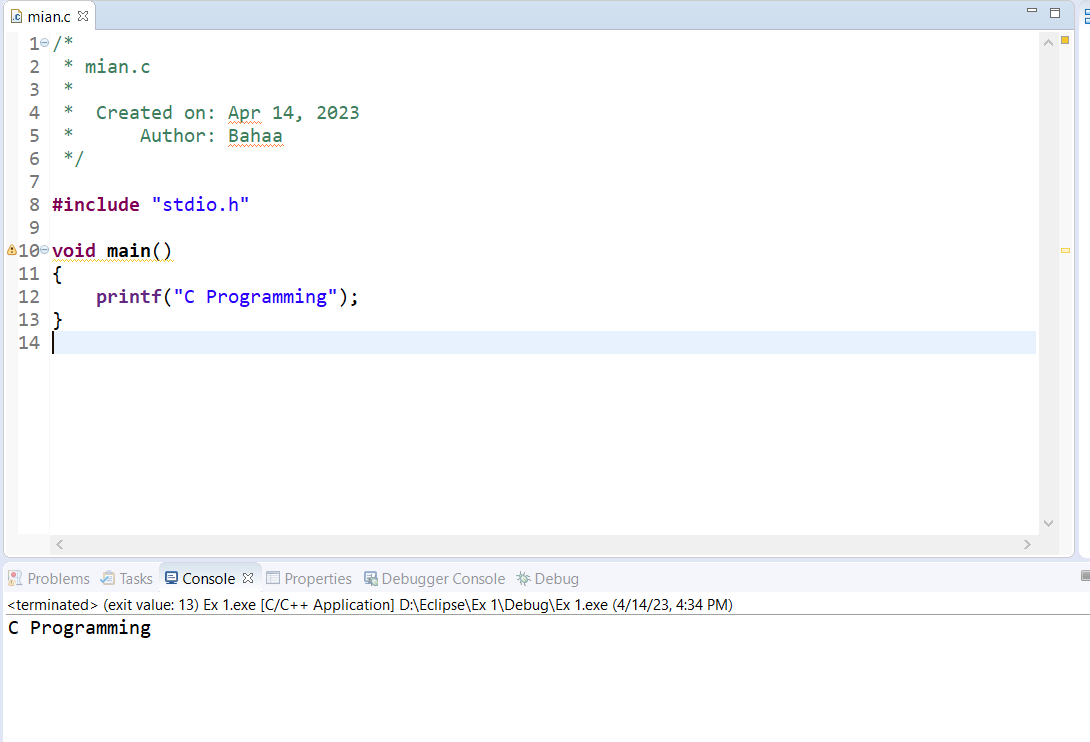 mian.c
1 /*
2  * mian.c
3  *
4  *  Created on: Apr 14, 2023
5  *      Author: Bahaa
6  */
7
8 #include "stdio.h"
9
10 void main()
11 {
12     printf("C Programming");
13 }
14
Problems Tasks Console Properties Debugger Console Debug
<terminated> (exit value: 13) Ex 1.exe [C/C++ Application] D:\Eclipse\Ex 1\Debug\Ex 1.exe (4/14/23, 4:34 PM)
C Programming